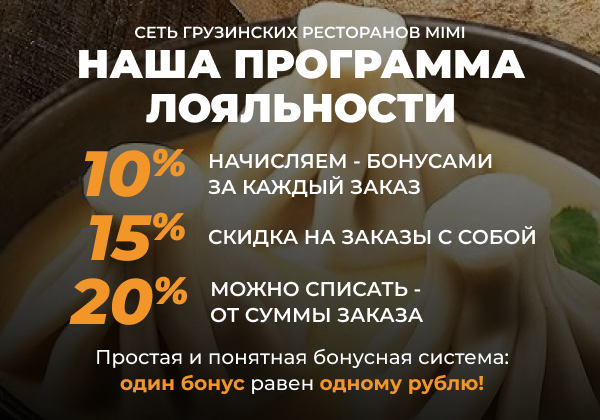 СЕТЬ ГРУЗИНСКИХ РЕСТОРАНОВ MIMI
НАША ПРОГРАММА
ЛОЯЛЬНОСТИ
10% НАЧИСЛЯЕМ - БОНУСАМИ
ЗА КАЖДЫЙ ЗАКАЗ
15% СКИДКА НА ЗАКАЗЫ С СОБОЙ
20% МОЖНО СПИСАТЬ -
ОТ СУММЫ ЗАКАЗА
Простая и понятная бонусная система:
один бонус равен одному рублю!